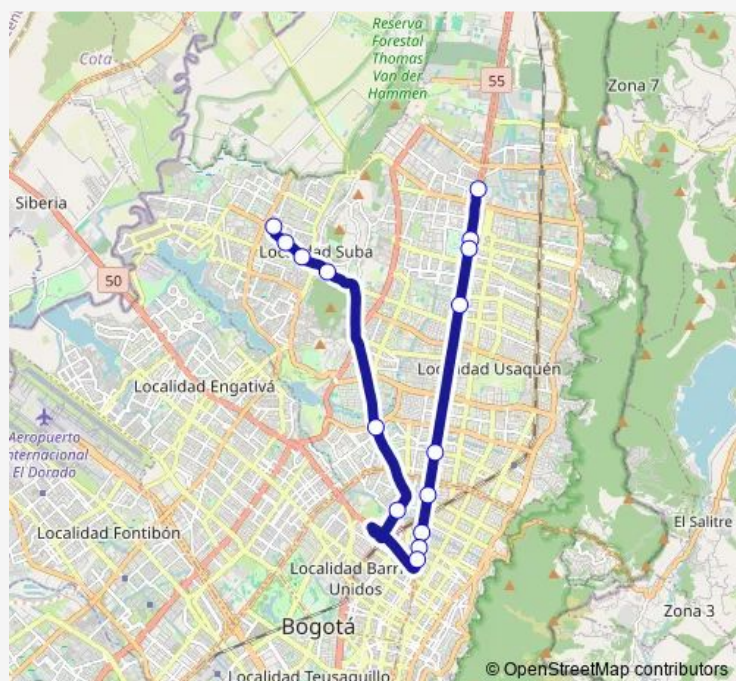 Reserva
Forestal
Thomas
Van der
Hammen
Cota
55
Zona 7
Siberia
Localidad Suba
50
Localidad Usaquén
Localidad Engativá
Aeropuerto
El Dorado
Localidad Fontibón
El Salitre
Localidad Barri
Unidos
Zona 3
Bogotá
Localidad Teusaquillo
© OpenStreetMap contributors